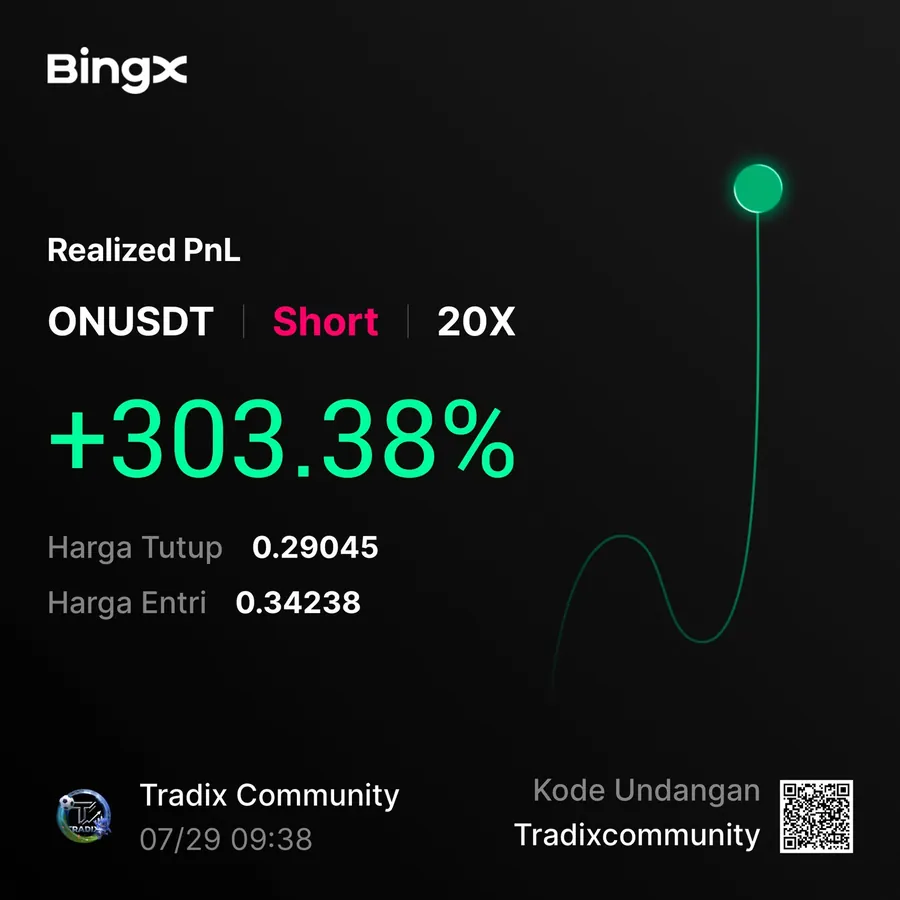 BingX
Realized PnL
ONUSDT | Short | 20X
+303.38%
Harga Tutup 0.29045
Harga Entri 0.34238
Tradix Community
07/29 09:38
Kode Undangan
Tradixcommunity
TRADIX